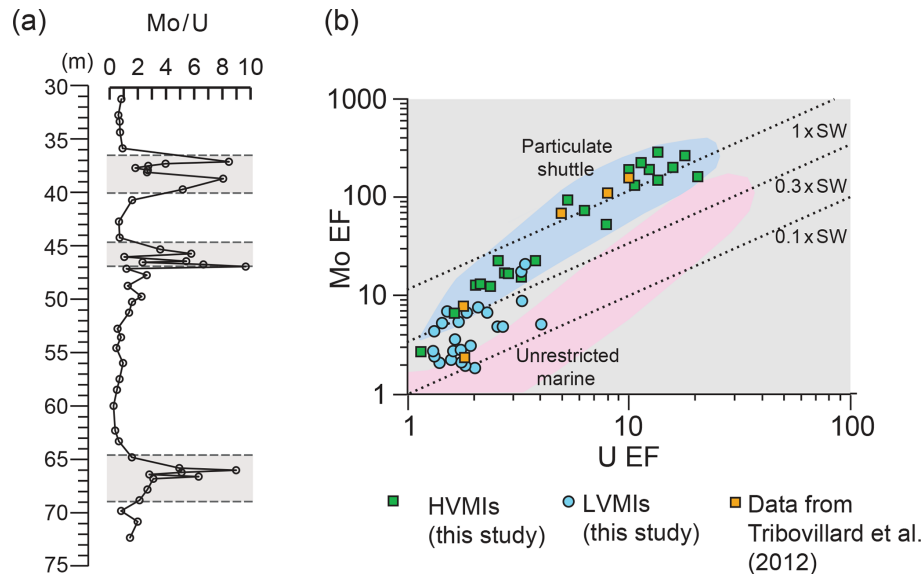 (a)
Mo/U
(m)
0 2 4 6 8 10
30
35
40
45
50
55
60
65
70
75
(b)
1000
100
10
1
Mo EF
Particulate
shuttle
1 x SW
0.3 x SW
0.1 x SW
Unrestricted
marine
1 10 100
U EF
HVMIs
(this study)
LVMIs
(this study)
Data from
Tribovillard et al.
(2012)